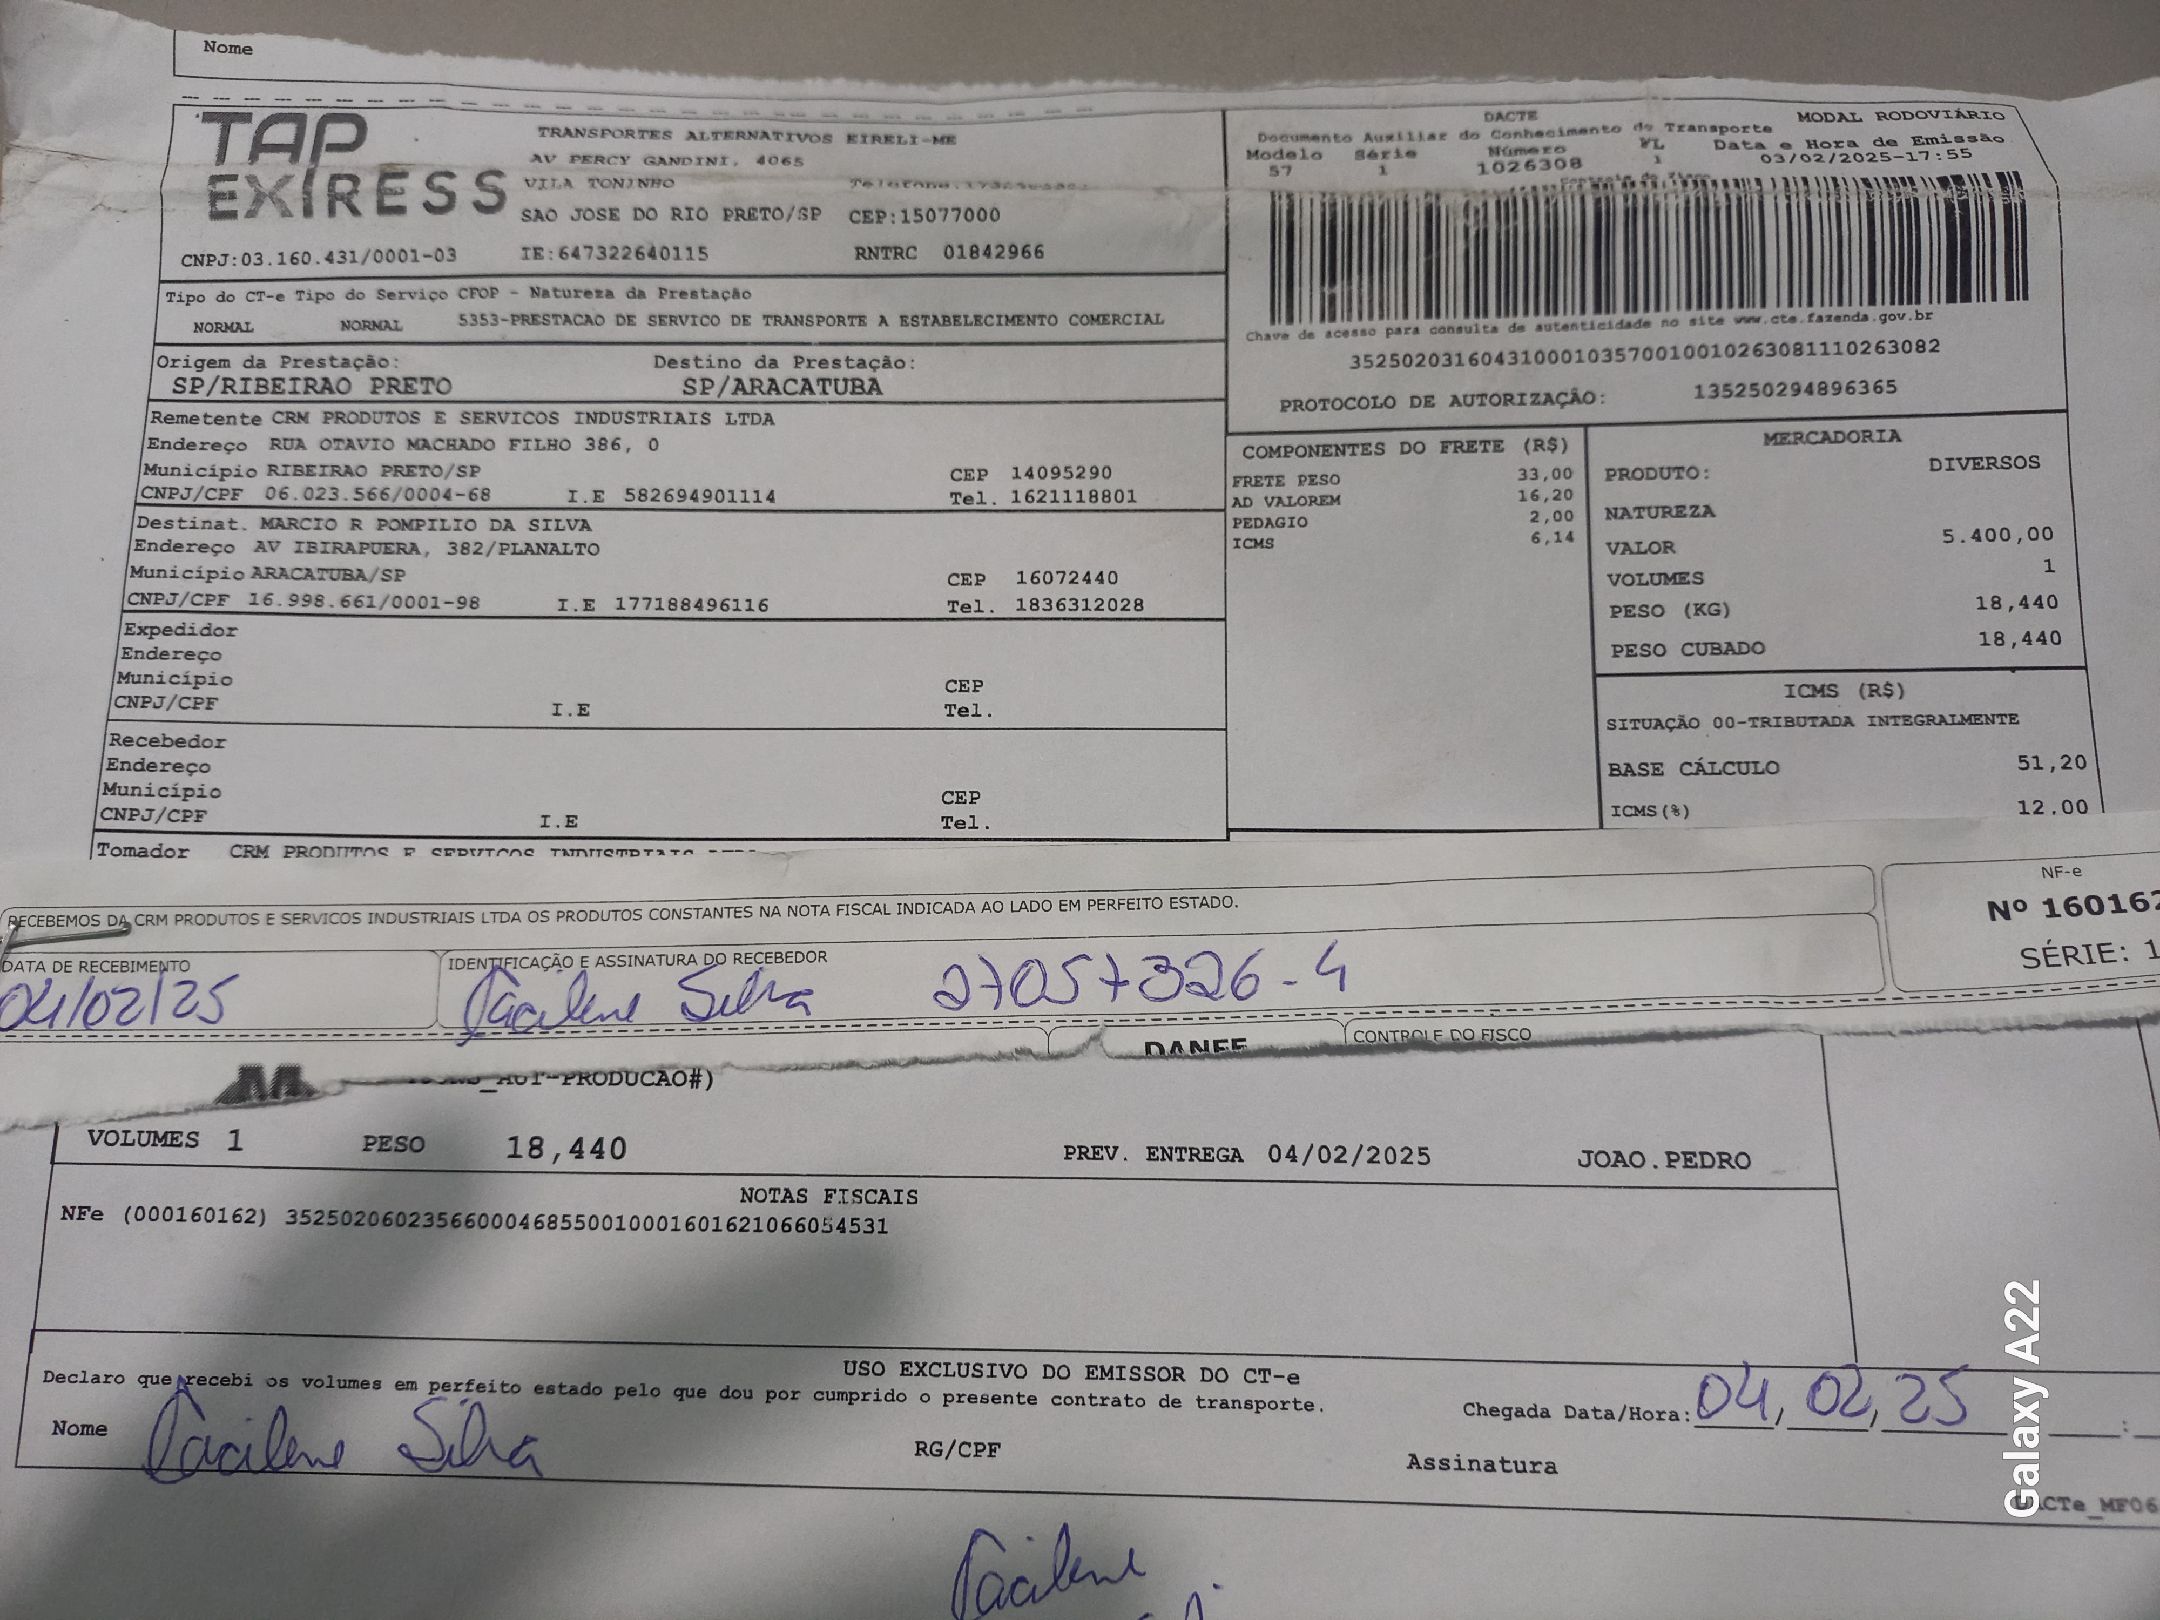 Nome
TAP EXPRESS
TRANSPORTES ALTERNATIVOS EIRELI-ME
AV PERCY GANDINI, 4065
VILA TONINHO
SAO JOSE DO RIO PRETO/SP CEP:15077000
CNPJ:03.160.431/0001-03 IE:647322640115 RNTRC 01842966
DACTE MODAL RODOVIÁRIO
Documento Auxiliar do Conhecimento de Transporte
Modelo Série Número FL Data e Hora de Emissão
57 1 1026308 1 03/02/2025-17:55
Controle do Fisco
Tipo do CT-e Tipo do Serviço CFOP - Natureza da Prestação
NORMAL NORMAL 5353-PRESTACAO DE SERVICO DE TRANSPORTE A ESTABELECIMENTO COMERCIAL
Chave de acesso para consulta de autenticidade no site www.cte.fazenda.gov.br
35250203160431000103570010010263081110263082
PROTOCOLO DE AUTORIZAÇÃO: 135250294896365
Origem da Prestação: Destino da Prestação:
SP/RIBEIRAO PRETO SP/ARACATUBA
Remetente CRM PRODUTOS E SERVICOS INDUSTRIAIS LTDA
Endereço RUA OTAVIO MACHADO FILHO 386, 0
Município RIBEIRAO PRETO/SP CEP 14095290
CNPJ/CPF 06.023.566/0004-68 I.E 582694901114 Tel. 1621118801
Destinat. MARCIO R POMPILIO DA SILVA
Endereço AV IBIRAPUERA, 382/PLANALTO
Município ARACATUBA/SP CEP 16072440
CNPJ/CPF 16.998.661/0001-98 I.E 177188496116 Tel. 1836312028
Expedidor
Endereço
Município CEP
CNPJ/CPF I.E Tel.
Recebedor
Endereço
Município CEP
CNPJ/CPF I.E Tel.
Tomador CRM PRODUTOS E SERVICOS INDUSTRIAIS LTDA
COMPONENTES DO FRETE (R$)
FRETE PESO 33,00
AD VALOREM 16,20
PEDAGIO 2,00
ICMS 6,14
MERCADORIA
PRODUTO: DIVERSOS
NATUREZA
VALOR 5.400,00
VOLUMES 1
PESO (KG) 18,440
PESO CUBADO 18,440
ICMS (R$)
SITUAÇÃO 00-TRIBUTADA INTEGRALMENTE
BASE CÁLCULO 51,20
ICMS(%) 12.00
RECEBEMOS DA CRM PRODUTOS E SERVICOS INDUSTRIAIS LTDA OS PRODUTOS CONSTANTES NA NOTA FISCAL INDICADA AO LADO EM PERFEITO ESTADO.
NF-e
Nº 160162
SÉRIE: 1
DATA DE RECEBIMENTO IDENTIFICAÇÃO E ASSINATURA DO RECEBEDOR
04/02/25 Jacilene Silva 27057326-4
DANFE CONTROLE DO FISCO
AUT-PRODUCAO#)
VOLUMES 1 PESO 18,440 PREV. ENTREGA 04/02/2025 JOAO.PEDRO
NOTAS FISCAIS
NFe (000160162) 35250206023566000468550010001601621066054531
USO EXCLUSIVO DO EMISSOR DO CT-e
Declaro que recebi os volumes em perfeito estado pelo que dou por cumprido o presente contrato de transporte.
Chegada Data/Hora: 04, 02, 25
Nome Jacilene Silva RG/CPF Assinatura
DACTe_MF06
Jacilene
Galaxy A22